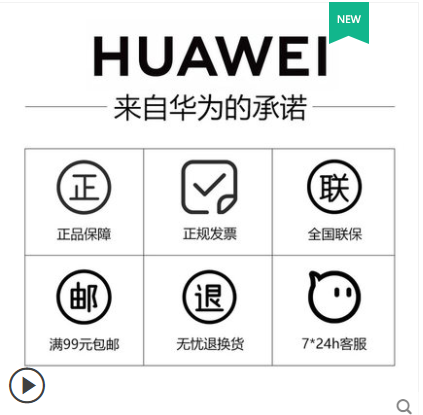 NEW
HUAWEI
来自华为的承诺
正
联
正品保障
正规发票
全国联保
邮
退
满99元包邮
无忧退换货
7*24h客服